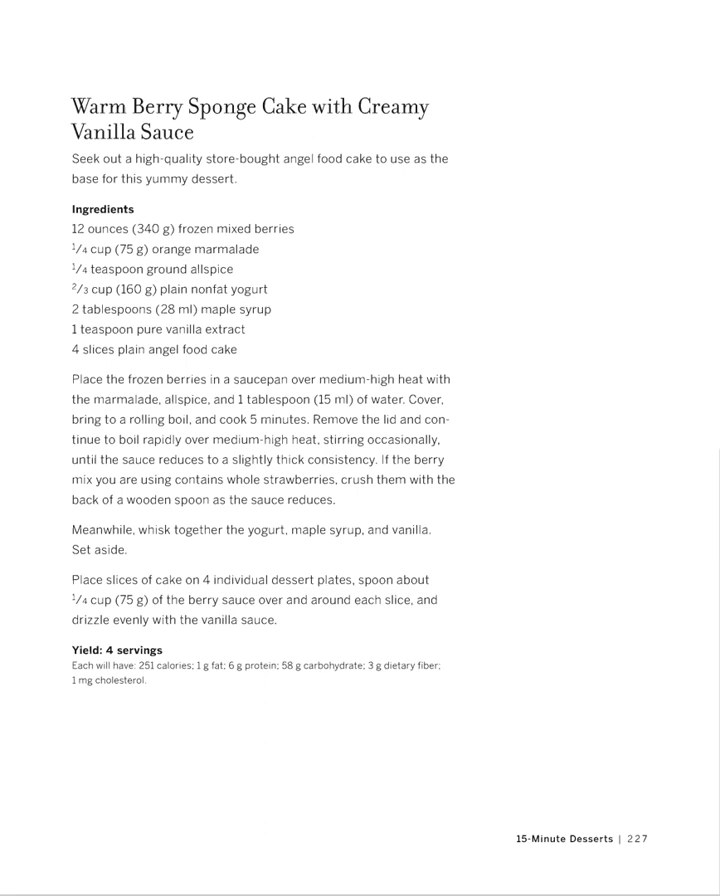 Warm Berry Sponge Cake with Creamy
Vanilla Sauce
Seek out a high-quality store-bought angel food cake to use as the
base for this yummy dessert.
Ingredients
12 ounces (340 g) frozen mixed berries
1/4 cup (75 g) orange marmalade
1/4 teaspoon ground allspice
2/3 cup (160 g) plain nonfat yogurt
2 tablespoons (28 ml) maple syrup
1 teaspoon pure vanilla extract
4 slices plain angel food cake
Place the frozen berries in a saucepan over medium-high heat with
the marmalade, allspice, and 1 tablespoon (15 ml) of water. Cover,
bring to a rolling boil, and cook 5 minutes. Remove the lid and con-
tinue to boil rapidly over medium-high heat, stirring occasionally,
until the sauce reduces to a slightly thick consistency. If the berry
mix you are using contains whole strawberries, crush them with the
back of a wooden spoon as the sauce reduces.
Meanwhile, whisk together the yogurt, maple syrup, and vanilla.
Set aside.
Place slices of cake on 4 individual dessert plates, spoon about
1/4 cup (75 g) of the berry sauce over and around each slice, and
drizzle evenly with the vanilla sauce.
Yield: 4 servings
Each will have: 251 calories; 1 g fat; 6 g protein; 58 g carbohydrate; 3 g dietary fiber;
1 mg cholesterol.
15-Minute Desserts | 227